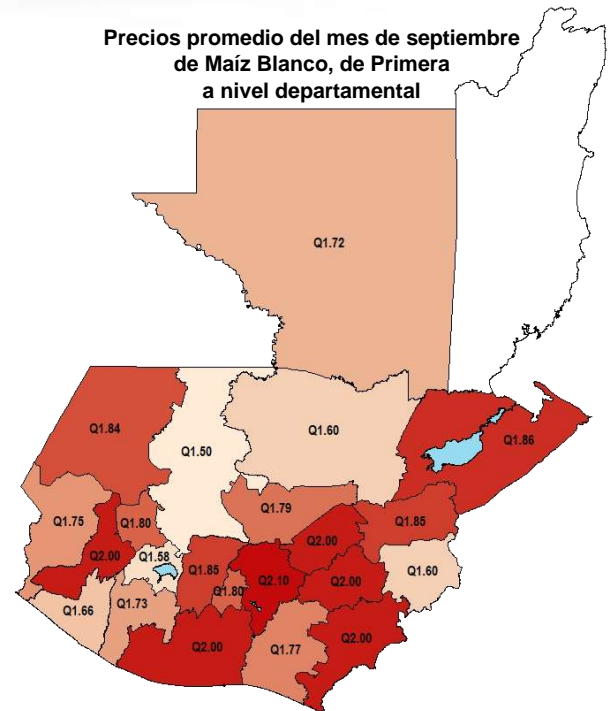 Precios promedio del mes de septiembre
de Maíz Blanco, de Primera
a nivel departamental
Q1.72
Q1.84
Q1.50
Q1.60
Q1.86
Q1.75
Q1.80
Q1.79
Q1.85
Q2.00
Q2.00
Q1.58
Q1.85
Q1.80
Q2.10
Q2.00
Q1.60
Q1.66
Q1.73
Q2.00
Q1.77
Q2.00